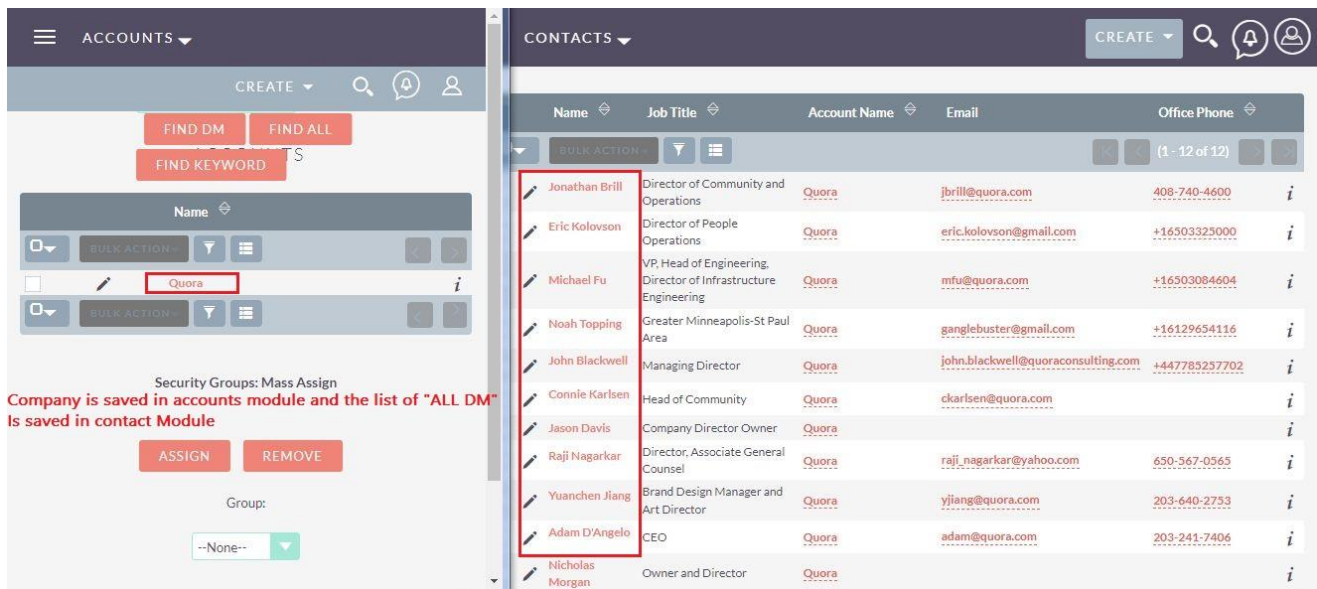 ACCOUNTS
CREATE
FIND DM FIND ALL
FIND KEYWORD
Name
BULK ACTION
Quora i
BULK ACTION
Security Groups: Mass Assign
Company is saved in accounts module and the list of "ALL DM"
Is saved in contact Module
ASSIGN REMOVE
Group:
--None--
CONTACTS CREATE
Name Job Title Account Name Email Office Phone
BULK ACTION (1 - 12 of 12)
Jonathan Brill Director of Community and Operations Quora jbrill@quora.com 408-740-4600 i
Eric Kolovson Director of People Operations Quora eric.kolovson@gmail.com +16503325000 i
Michael Fu VP, Head of Engineering, Director of Infrastructure Engineering Quora mfu@quora.com +16503084604 i
Noah Topping Greater Minneapolis-St Paul Area Quora ganglebuster@gmail.com +16129654116 i
John Blackwell Managing Director Quora john.blackwell@quoraconsulting.com +447785257702 i
Connie Karlsen Head of Community Quora ckarlsen@quora.com i
Jason Davis Company Director Owner Quora i
Raji Nagarkar Director, Associate General Counsel Quora raji_nagarkar@yahoo.com 650-567-0565 i
Yuanchen Jiang Brand Design Manager and Art Director Quora yjiang@quora.com 203-640-2753 i
Adam D'Angelo CEO Quora adam@quora.com 203-241-7406 i
Nicholas Morgan Owner and Director Quora i